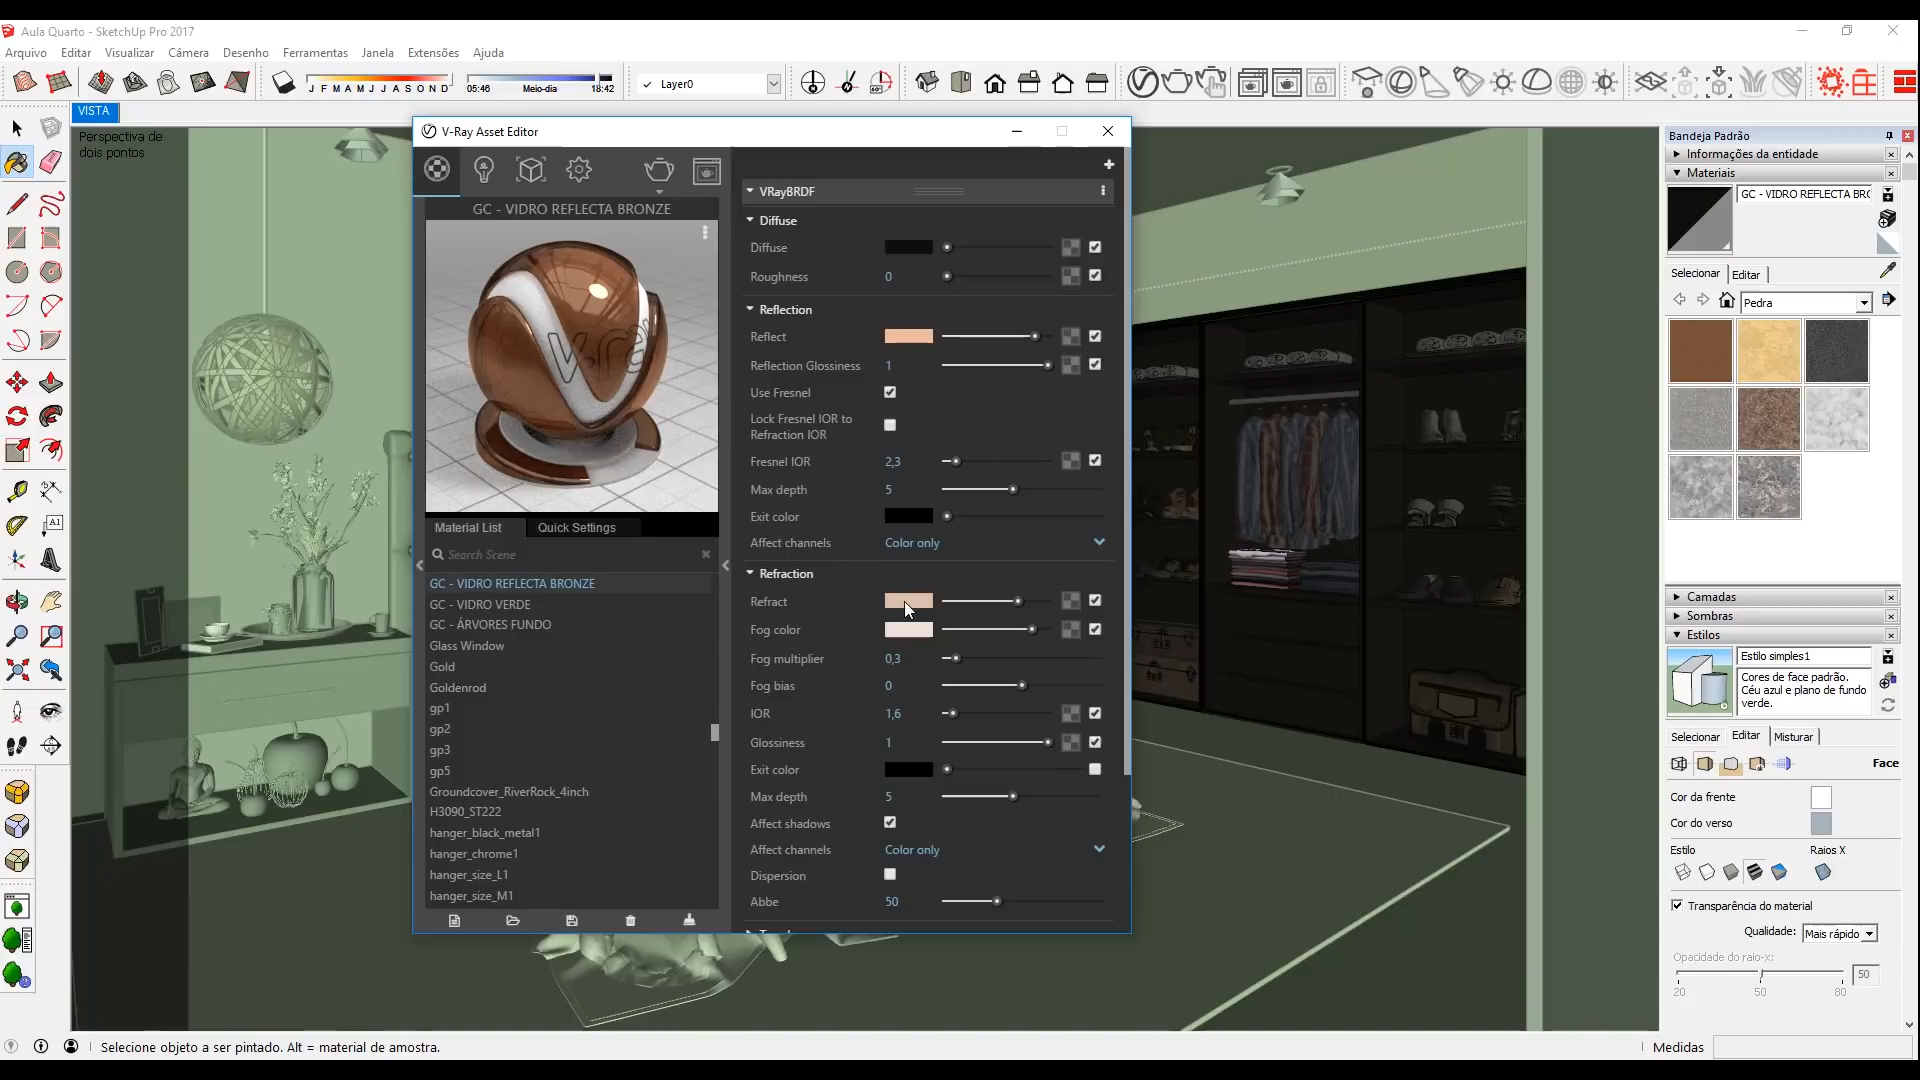 Aula Quarto - SketchUp Pro 2017
Arquivo Editar Visualizar Câmera Desenho Ferramentas Janela Extensões Ajuda
J F M A M J J A S O N D
05:46 Meio-dia 18:42
Layer0
VISTA
Perspectiva de
dois pontos
V-Ray Asset Editor
GC - VIDRO REFLECTA BRONZE
Material List Quick Settings
Search Scene
GC - VIDRO REFLECTA BRONZE
GC - VIDRO VERDE
GC - ÁRVORES FUNDO
Glass Window
Gold
Goldenrod
gp1
gp2
gp3
gp5
Groundcover_RiverRock_4inch
H3090_ST222
hanger_black_metal1
hanger_chrome1
hanger_size_L1
hanger_size_M1
VRayBRDF
Diffuse
Diffuse
Roughness 0
Reflection
Reflect
Reflection Glossiness 1
Use Fresnel
Lock Fresnel IOR to
Refraction IOR
Fresnel IOR 2,3
Max depth 5
Exit color
Affect channels Color only
Refraction
Refract
Fog color
Fog multiplier 0,3
Fog bias 0
IOR 1,6
Glossiness 1
Exit color
Max depth 5
Affect shadows
Affect channels Color only
Dispersion
Abbe 50
Bandeja Padrão
Informações da entidade
Materiais
GC - VIDRO REFLECTA BRO
Selecionar Editar
Pedra
Camadas
Sombras
Estilos
Estilo simples1
Cores de face padrão.
Céu azul e plano de fundo
verde.
Selecionar Editar Misturar
Face
Cor da frente
Cor do verso
Estilo Raios X
Transparência do material
Qualidade: Mais rápido
Opacidade do raio-x:
50
20 50 80
Selecione objeto a ser pintado. Alt = material de amostra.
Medidas